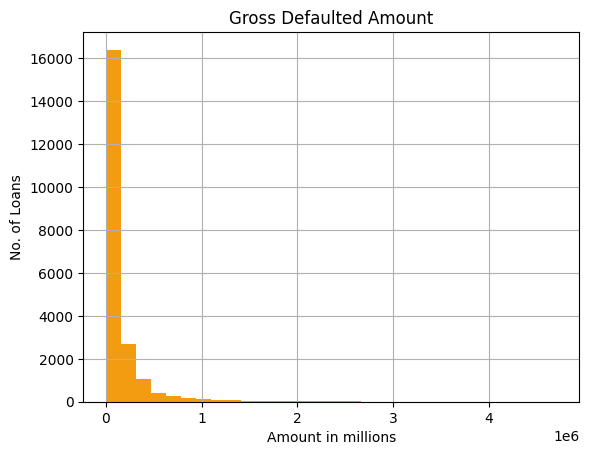 Gross Defaulted Amount
16000
14000
12000
10000
8000
6000
4000
2000
0
No. of Loans
0 1 2 3 4
1e6
Amount in millions